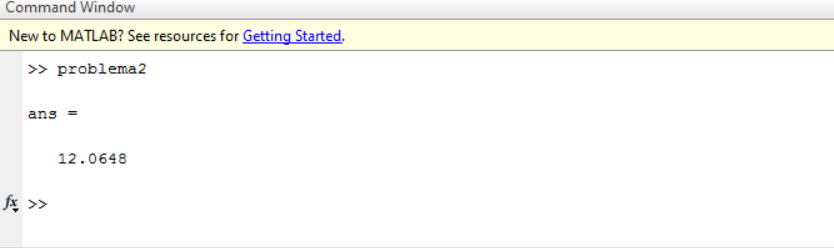 Command Window
New to MATLAB? See resources for Getting Started.
>> problema2
ans =
12.0648
fx >>